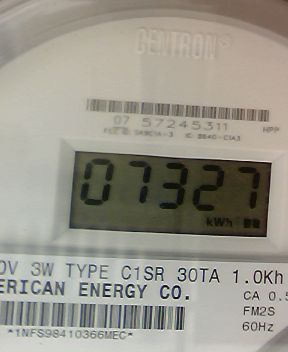 CENTRON®
07 57245311
HPP
07327
kWh
0V 3W TYPE C1SR 30TA 1.0Kh
ERICAN ENERGY CO.
CA 0.5
FM2S
60Hz
*1NFS98410366MEC*